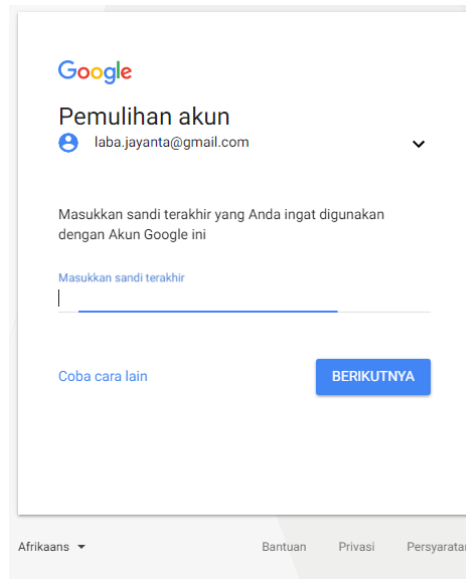 Google
Pemulihan akun
laba.jayanta@gmail.com
Masukkan sandi terakhir yang Anda ingat digunakan
dengan Akun Google ini
Masukkan sandi terakhir
Coba cara lain BERIKUTNYA
Afrikaans Bantuan Privasi Persyaratan